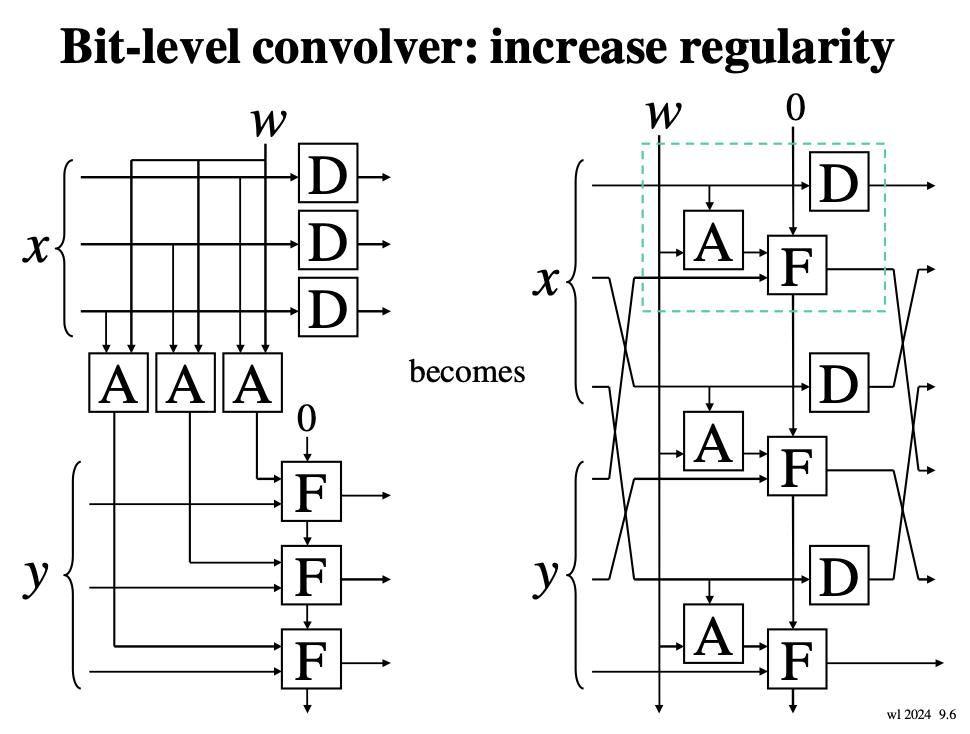 Bit-level convolver: increase regularity
w
x
D
D
D
A A A
0
F
y
F
F
becomes
w
0
x
D
A
F
D
A
F
y
D
A
F
wl 2024 9.6